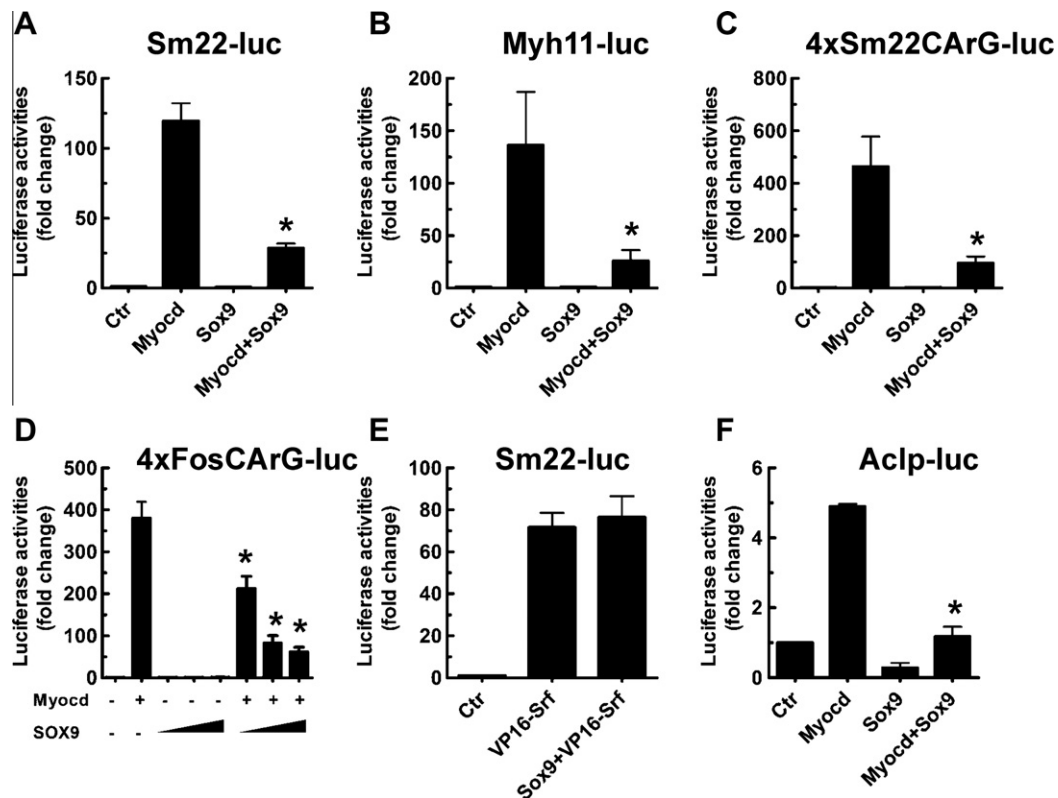 A
Sm22-luc
Luciferase activities
(fold change)
150
100
50
0
Ctr
Myocd
Sox9
Myocd+Sox9
*
B
Myh11-luc
Luciferase activities
(fold change)
200
175
150
125
100
75
50
25
0
Ctr
Myocd
Sox9
Myocd+Sox9
*
C
4xSm22CArG-luc
Luciferase activities
(fold change)
800
600
400
200
0
Ctr
Myocd
Sox9
Myocd+Sox9
*
D
4xFosCArG-luc
Luciferase activities
(fold change)
500
400
300
200
100
0
* * *
Myocd - + - - - + + +
SOX9 - -
E
Sm22-luc
Luciferase activities
(fold change)
100
80
60
40
20
0
Ctr
VP16-Srf
Sox9+VP16-Srf
F
Aclp-luc
Luciferase activities
(fold change)
6
4
2
0
Ctr
Myocd
Sox9
Myocd+Sox9
*